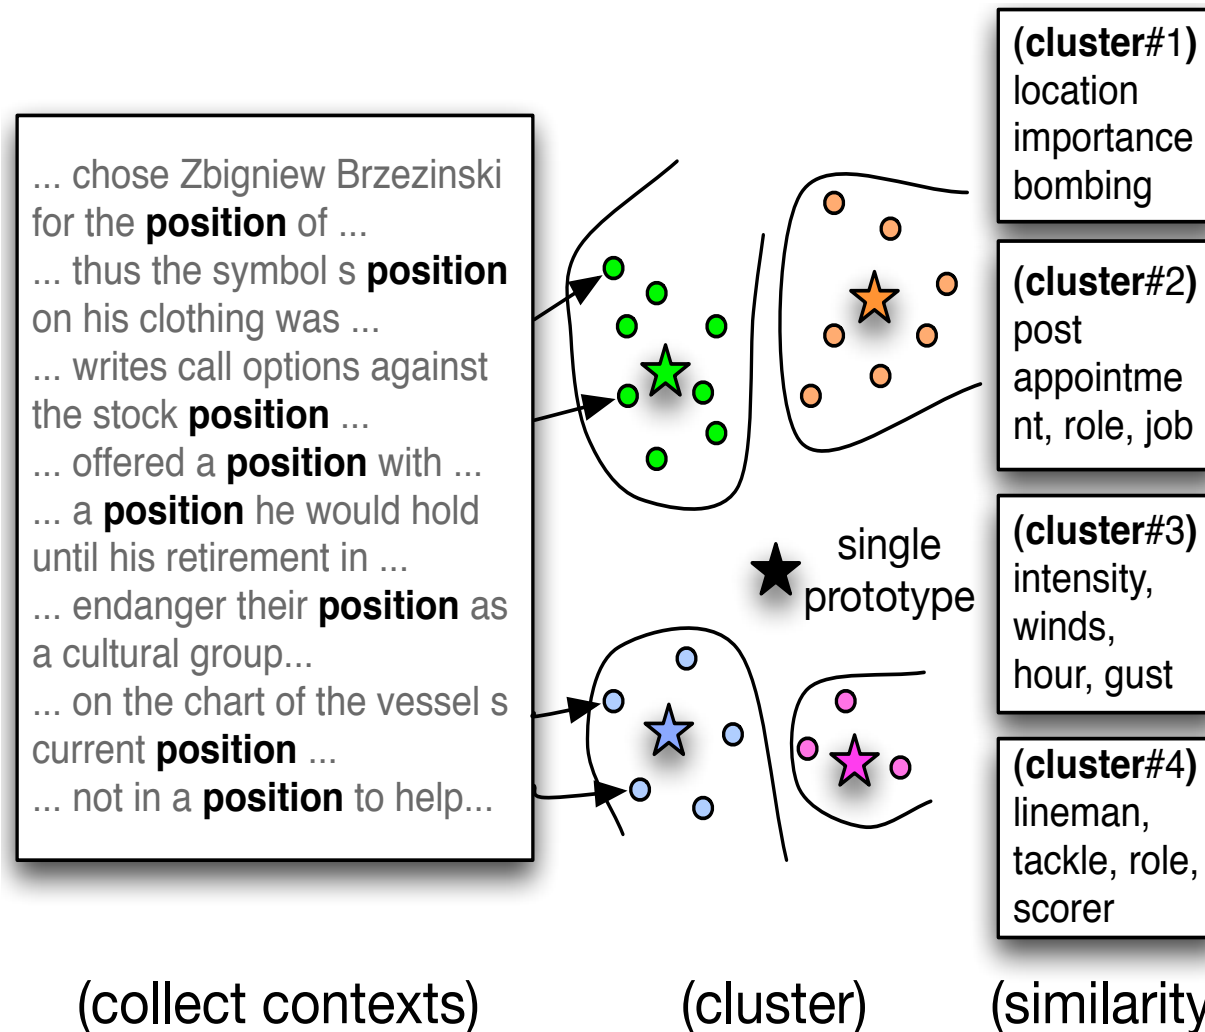 ... chose Zbigniew Brzezinski
for the position of ...
... thus the symbol s position
on his clothing was ...
... writes call options against
the stock position ...
... offered a position with ...
... a position he would hold
until his retirement in ...
... endanger their position as
a cultural group...
... on the chart of the vessel s
current position ...
... not in a position to help...
(collect contexts)
single
prototype
(cluster)
(cluster#1)
location
importance
bombing
(cluster#2)
post
appointme
nt, role, job
(cluster#3)
intensity,
winds,
hour, gust
(cluster#4)
lineman,
tackle, role,
scorer
(similarity